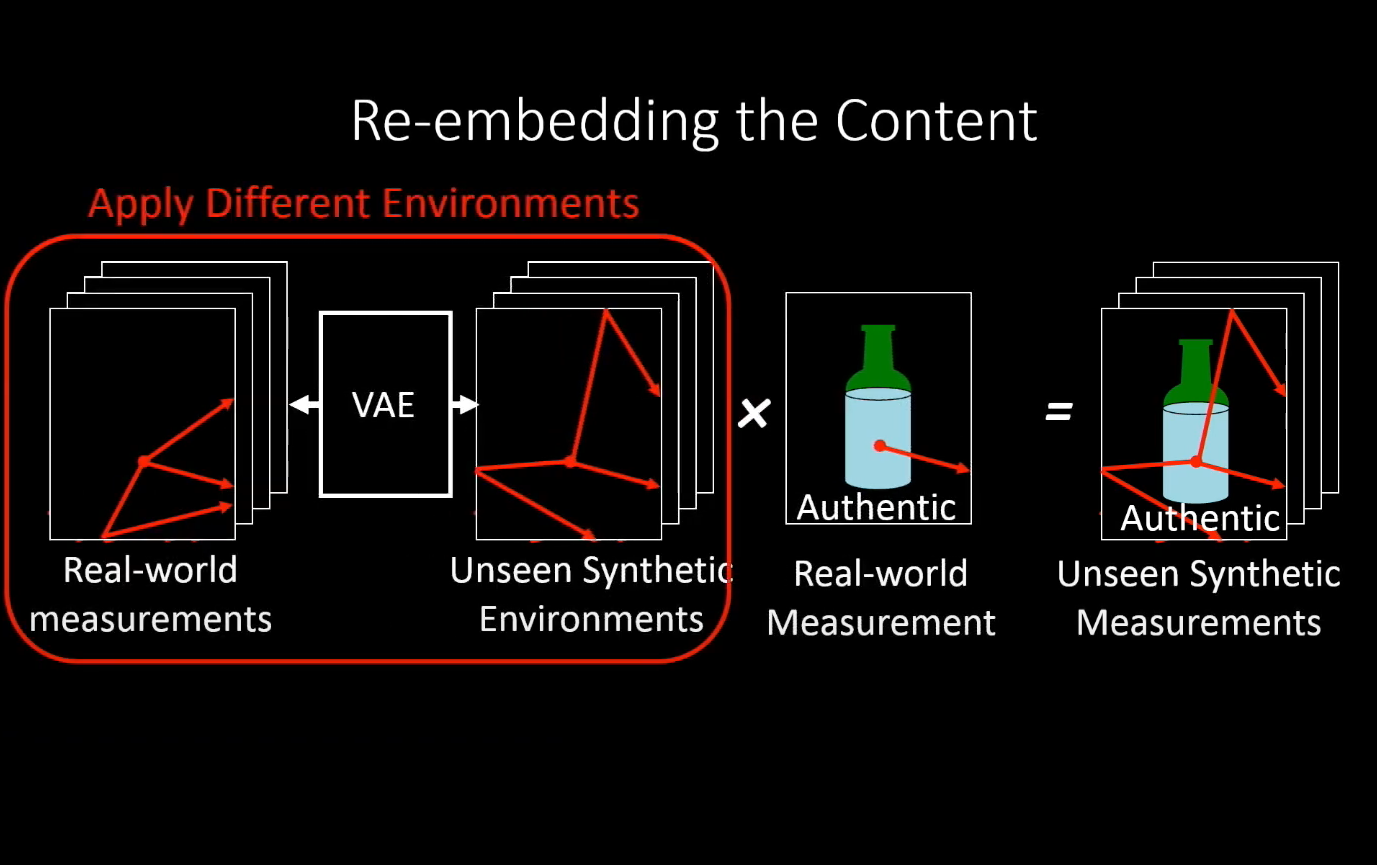 Re-embedding the Content
Apply Different Environments
VAE
×
=
Authentic
Authentic
Real-world
measurements
Unseen Synthetic
Environments
Real-world
Measurement
Unseen Synthetic
Measurements